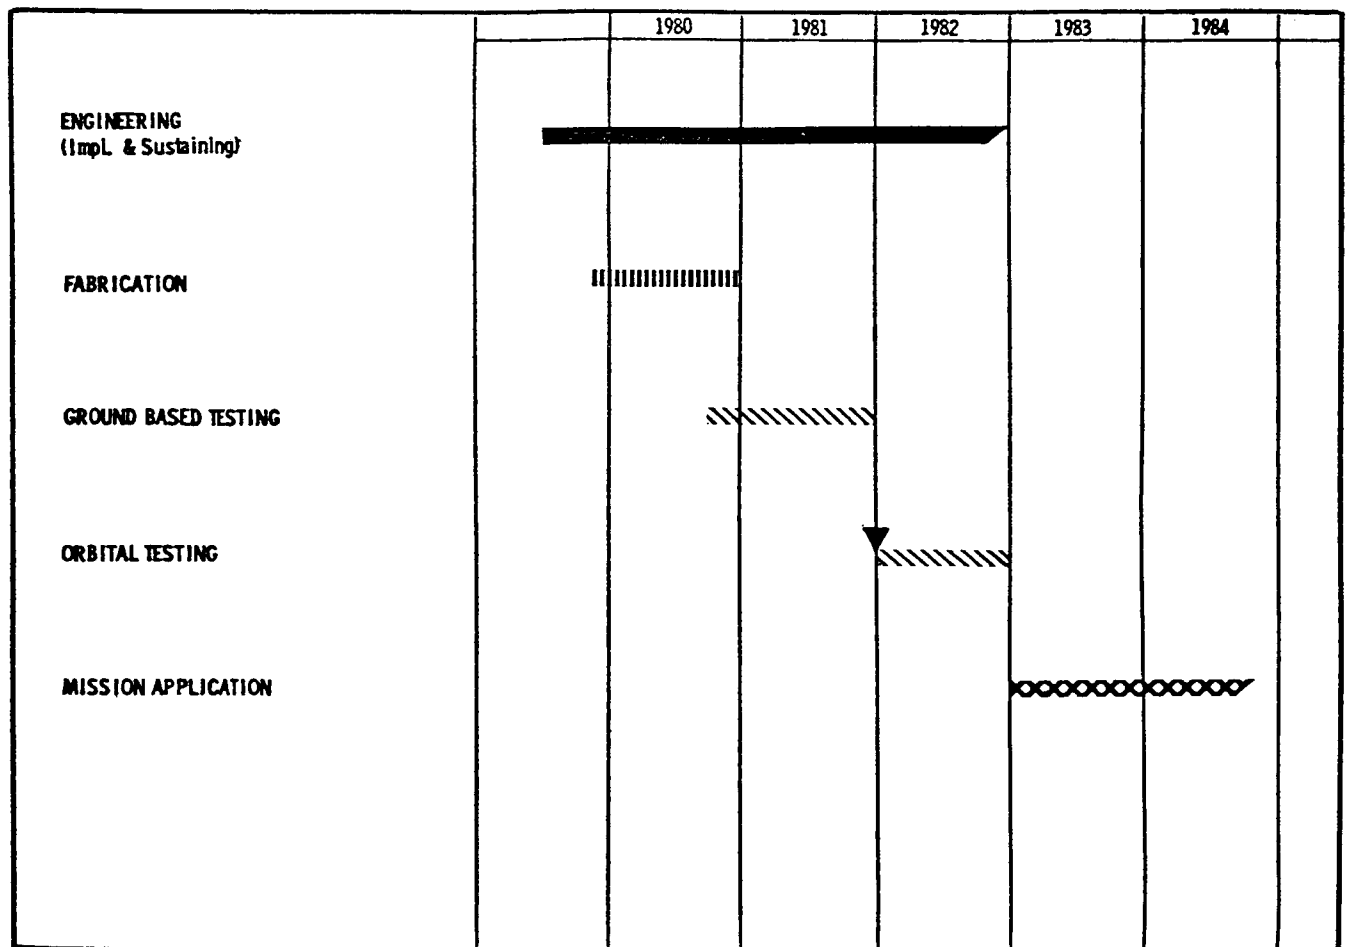 1980 1981 1982 1983 1984
ENGINEERING
(Impl. & Sustaining)
FABRICATION
GROUND BASED TESTING
ORBITAL TESTING
MISSION APPLICATION